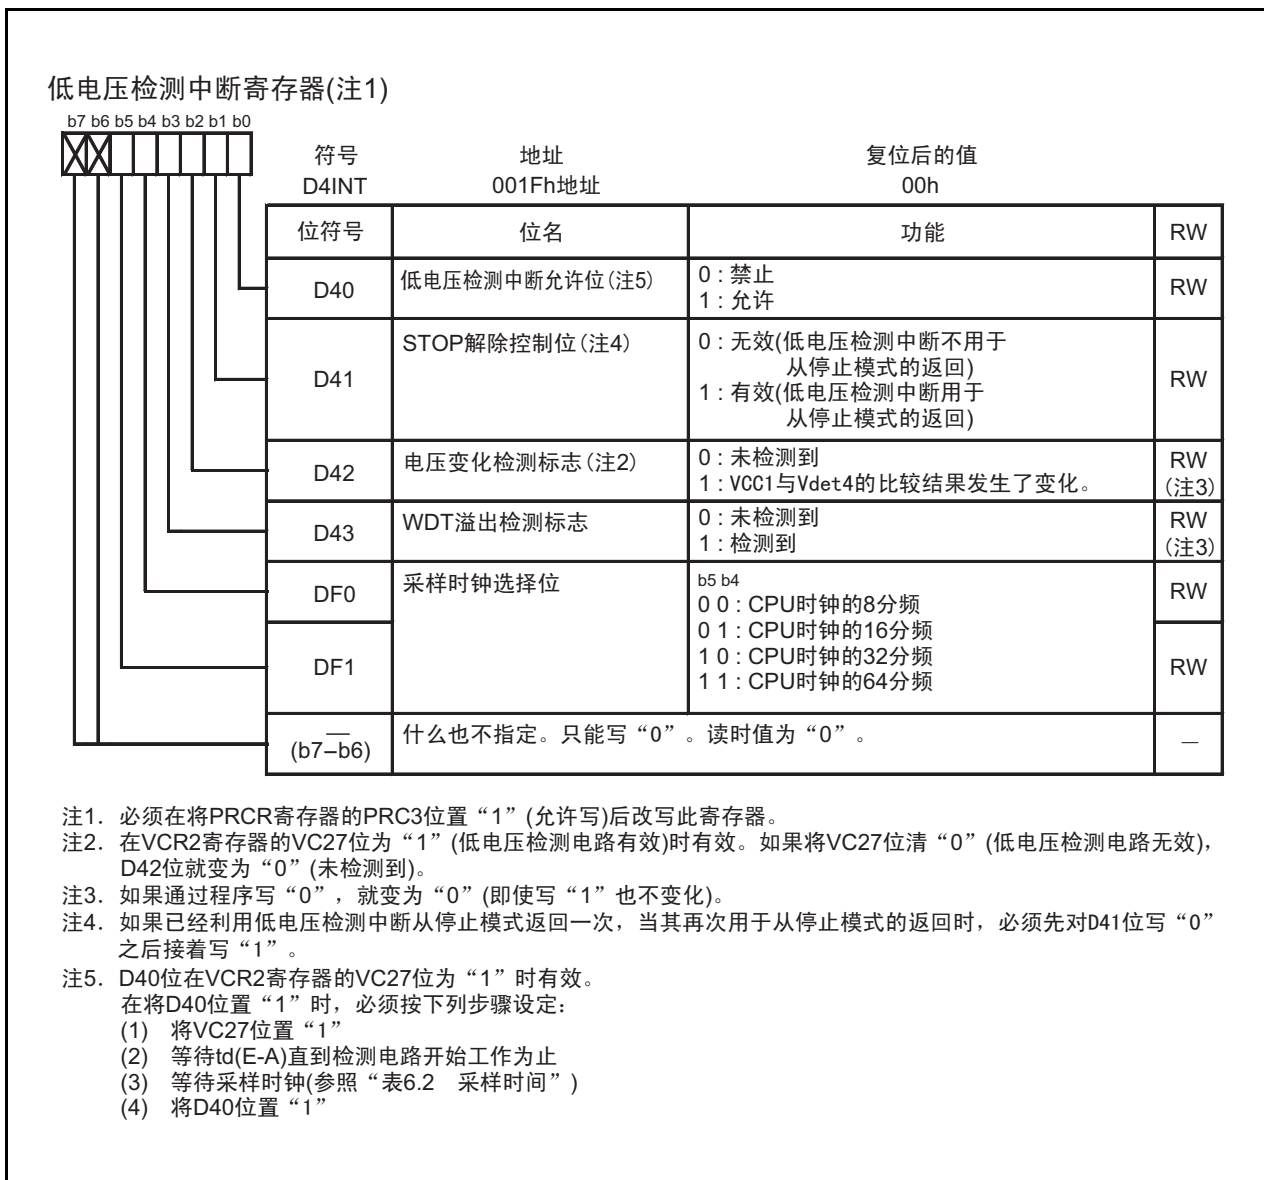 低电压检测中断寄存器(注1)
b7 b6 b5 b4 b3 b2 b1 b0
符号 地址 复位后的值
D4INT 001Fh地址 00h
位符号 位名 功能 RW
D40 低电压检测中断允许位(注5) 0 : 禁止
1 : 允许 RW
D41 STOP解除控制位(注4) 0 : 无效(低电压检测中断不用于
从停止模式的返回)
1 : 有效(低电压检测中断用于
从停止模式的返回) RW
D42 电压变化检测标志(注2) 0 : 未检测到
1 : VCC1与Vdet4的比较结果发生了变化。 RW
(注3)
D43 WDT溢出检测标志 0 : 未检测到
1 : 检测到 RW
(注3)
DF0 采样时钟选择位 b5 b4
0 0 : CPU时钟的8分频 RW
0 1 : CPU时钟的16分频
DF1 1 0 : CPU时钟的32分频 RW
1 1 : CPU时钟的64分频
— 什么也不指定。只能写“0”。读时值为“0”。 —
(b7–b6)
注1. 必须在将PRCR寄存器的PRC3位置“1”(允许写)后改写此寄存器。
注2. 在VCR2寄存器的VC27位为“1”(低电压检测电路有效)时有效。如果将VC27位清“0”(低电压检测电路无效),
D42位就变为“0”(未检测到)。
注3. 如果通过程序写“0”，就变为“0”(即使写“1”也不变化)。
注4. 如果已经利用低电压检测中断从停止模式返回一次，当其再次用于从停止模式的返回时，必须先对D41位写“0”
之后接着写“1”。
注5. D40位在VCR2寄存器的VC27位为“1”时有效。
在将D40位置“1”时，必须按下列步骤设定：
(1) 将VC27位置“1”
(2) 等待td(E-A)直到检测电路开始工作为止
(3) 等待采样时钟(参照“表6.2 采样时间”)
(4) 将D40位置“1”